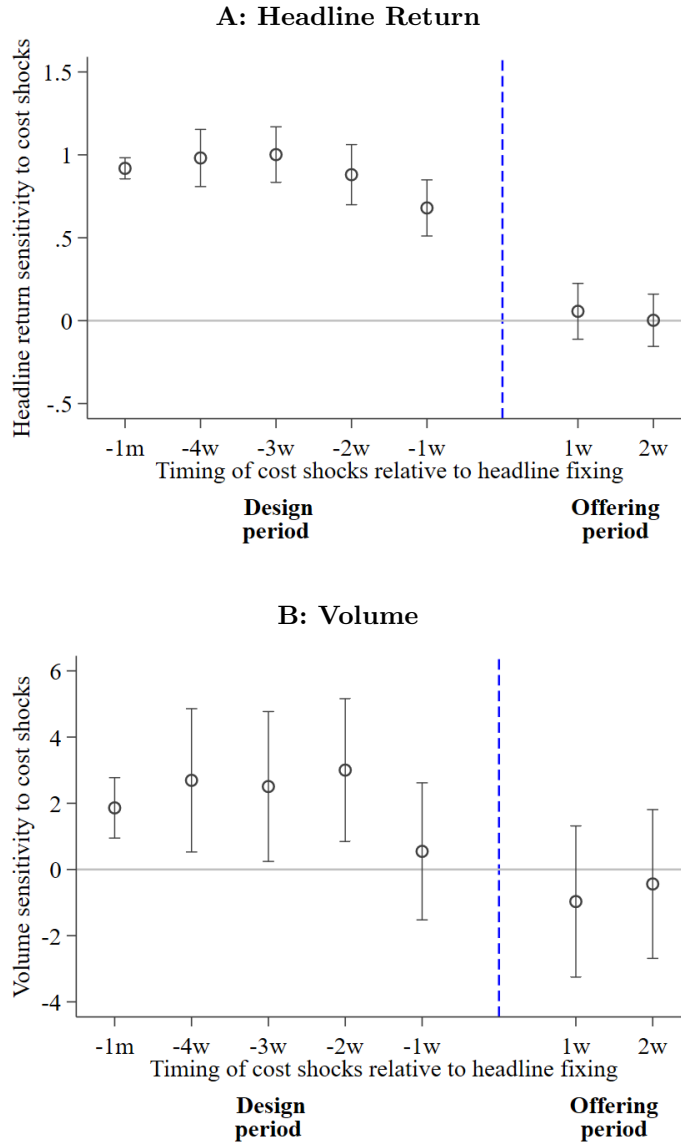 A: Headline Return
Headline return sensitivity to cost shocks
1.5
1
.5
0
-.5
-1m -4w -3w -2w -1w 1w 2w
Timing of cost shocks relative to headline fixing
Design period
Offering period
B: Volume
Volume sensitivity to cost shocks
6
4
2
0
-2
-4
-1m -4w -3w -2w -1w 1w 2w
Timing of cost shocks relative to headline fixing
Design period
Offering period